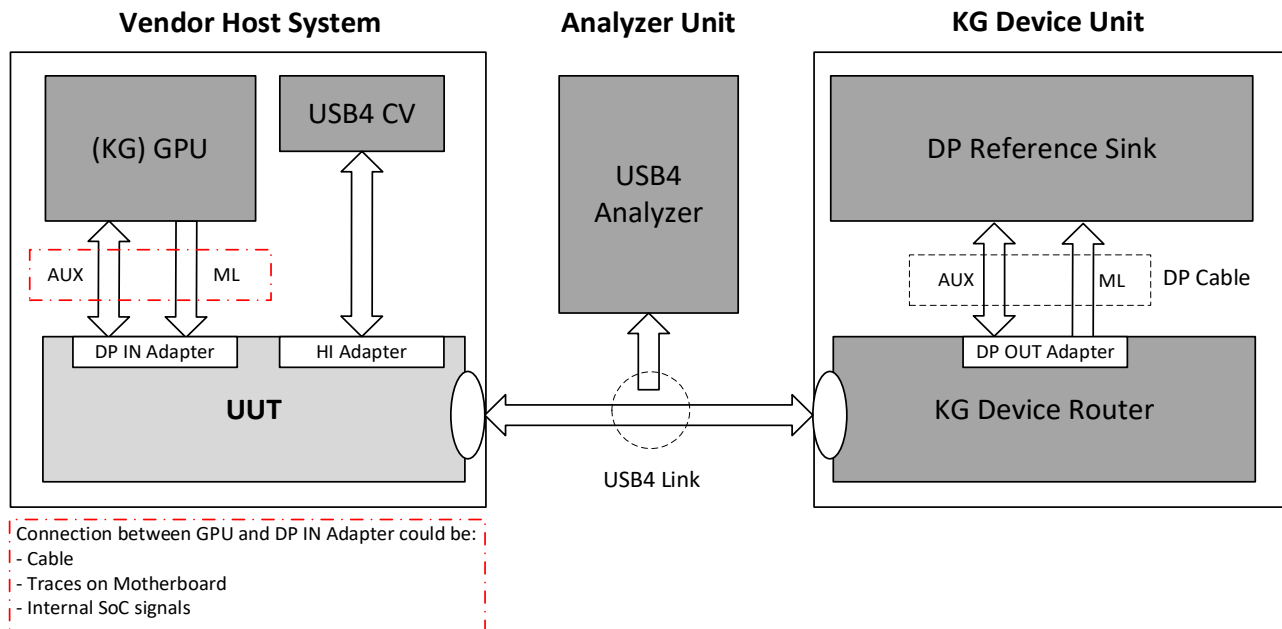 Vendor Host System
Analyzer Unit
KG Device Unit
(KG) GPU
USB4 CV
USB4
Analyzer
DP Reference Sink
AUX
ML
AUX
ML
DP Cable
DP IN Adapter
HI Adapter
DP OUT Adapter
UUT
KG Device Router
USB4 Link
Connection between GPU and DP IN Adapter could be:
- Cable
- Traces on Motherboard
- Internal SoC signals